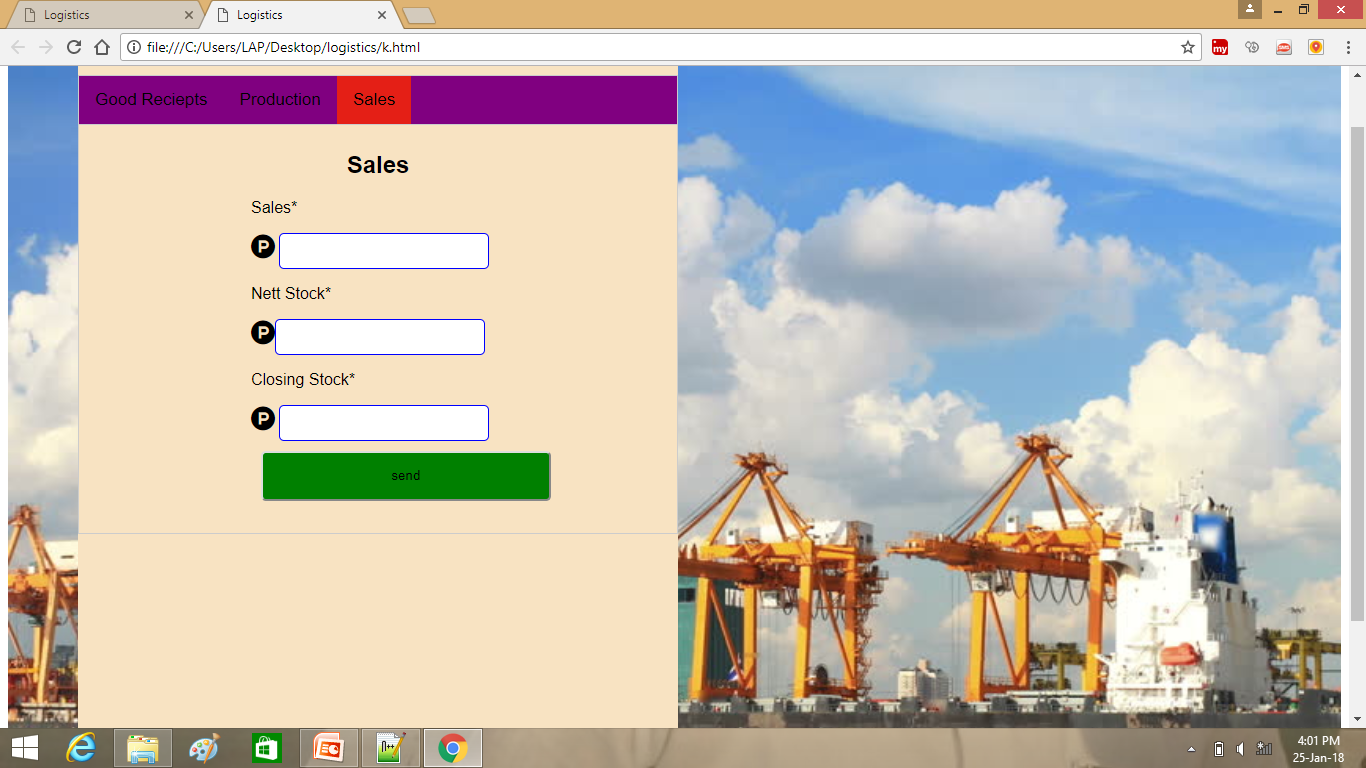 Logistics
Logistics
file:///C:/Users/LAP/Desktop/logistics/k.html
my
Good Reciepts Production Sales
Sales
Sales*
P
Nett Stock*
P
Closing Stock*
P
send
4:01 PM
25-Jan-18